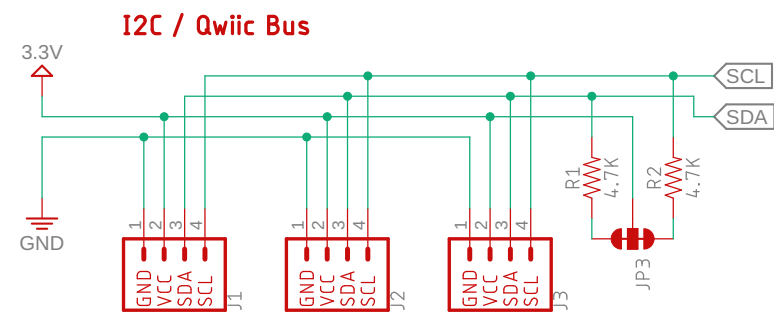 I2C / Qwiic Bus
3.3V
SCL
SDA
R1
4.7K
R2
4.7K
GND
1
2
3
4
1
2
3
4
1
2
3
4
JP3
GND
VCC
SDA
SCL
J1
GND
VCC
SDA
SCL
J2
GND
VCC
SDA
SCL
J3